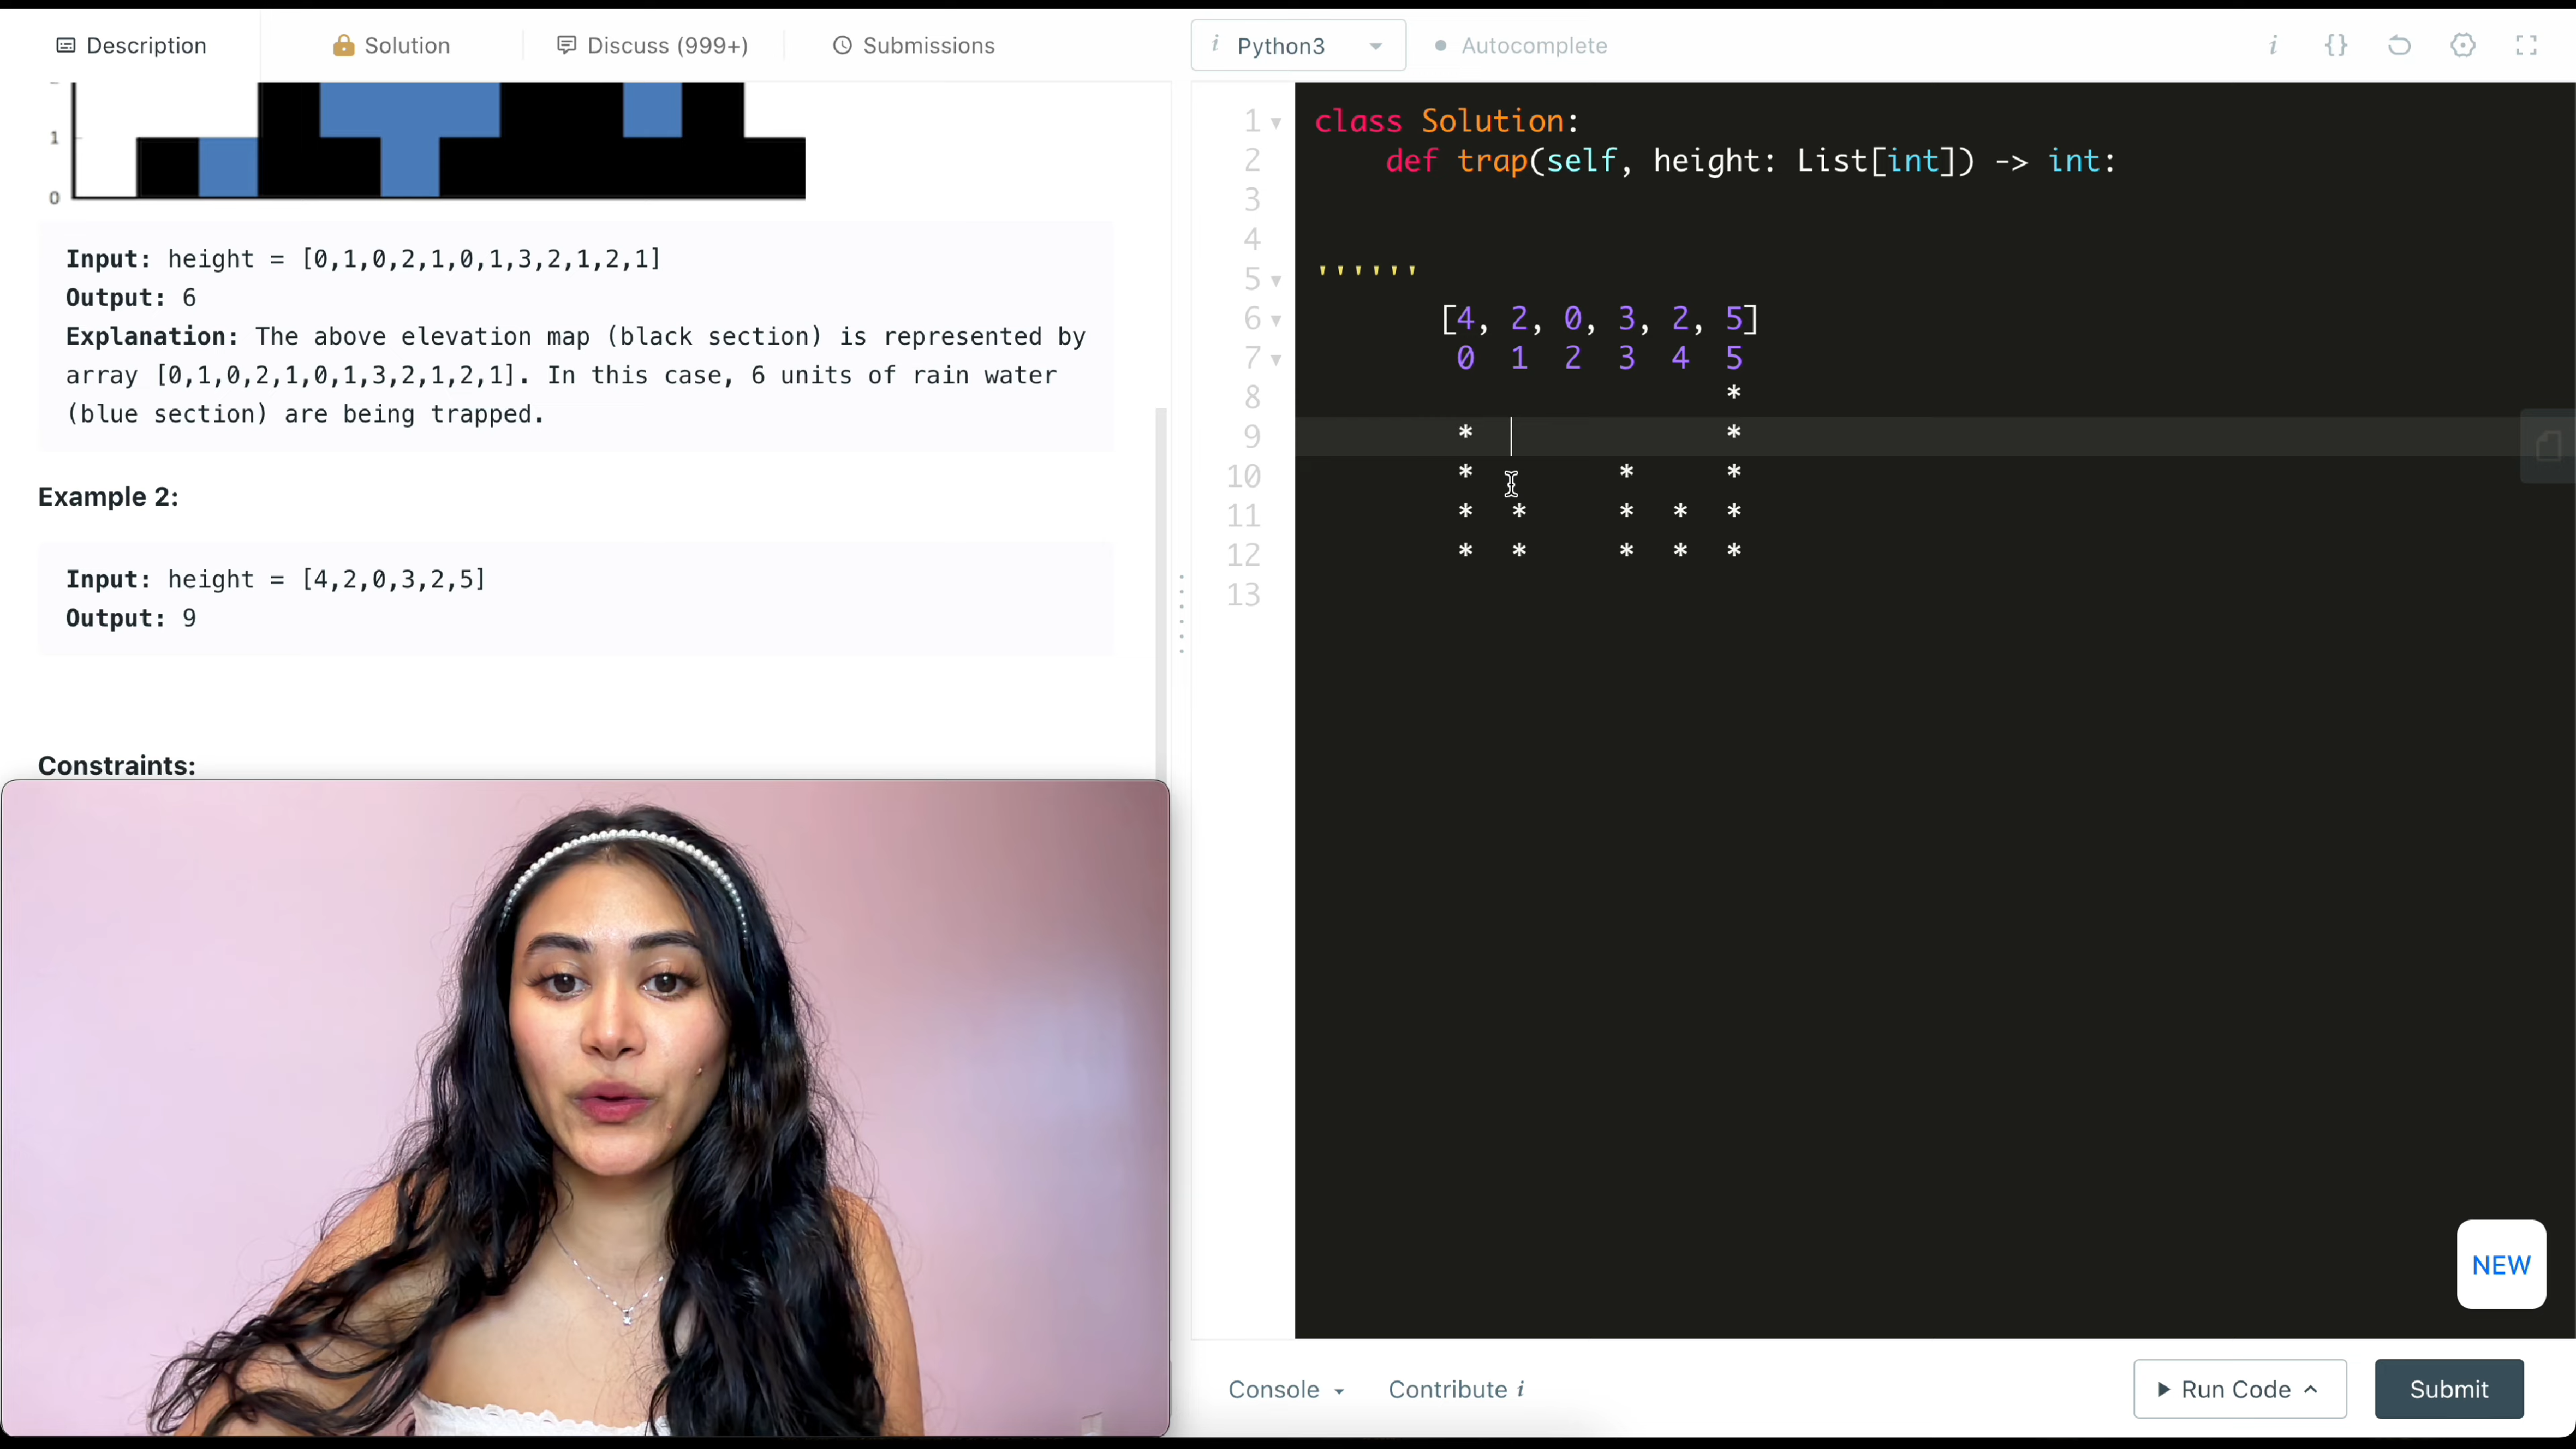 Description Solution Discuss (999+) Submissions
1
0
Input: height = [0,1,0,2,1,0,1,3,2,1,2,1]
Output: 6
Explanation: The above elevation map (black section) is represented by
array [0,1,0,2,1,0,1,3,2,1,2,1]. In this case, 6 units of rain water
(blue section) are being trapped.
Example 2:
Input: height = [4,2,0,3,2,5]
Output: 9
Constraints:
i Python3 Autocomplete i {}
1 class Solution:
2 def trap(self, height: List[int]) -> int:
3
4
5 ''''''
6 [4, 2, 0, 3, 2, 5]
7 0 1 2 3 4 5
8 *
9 * *
10 * * *
11 * * * * *
12 * * * * *
13
NEW
Console Contribute i Run Code Submit